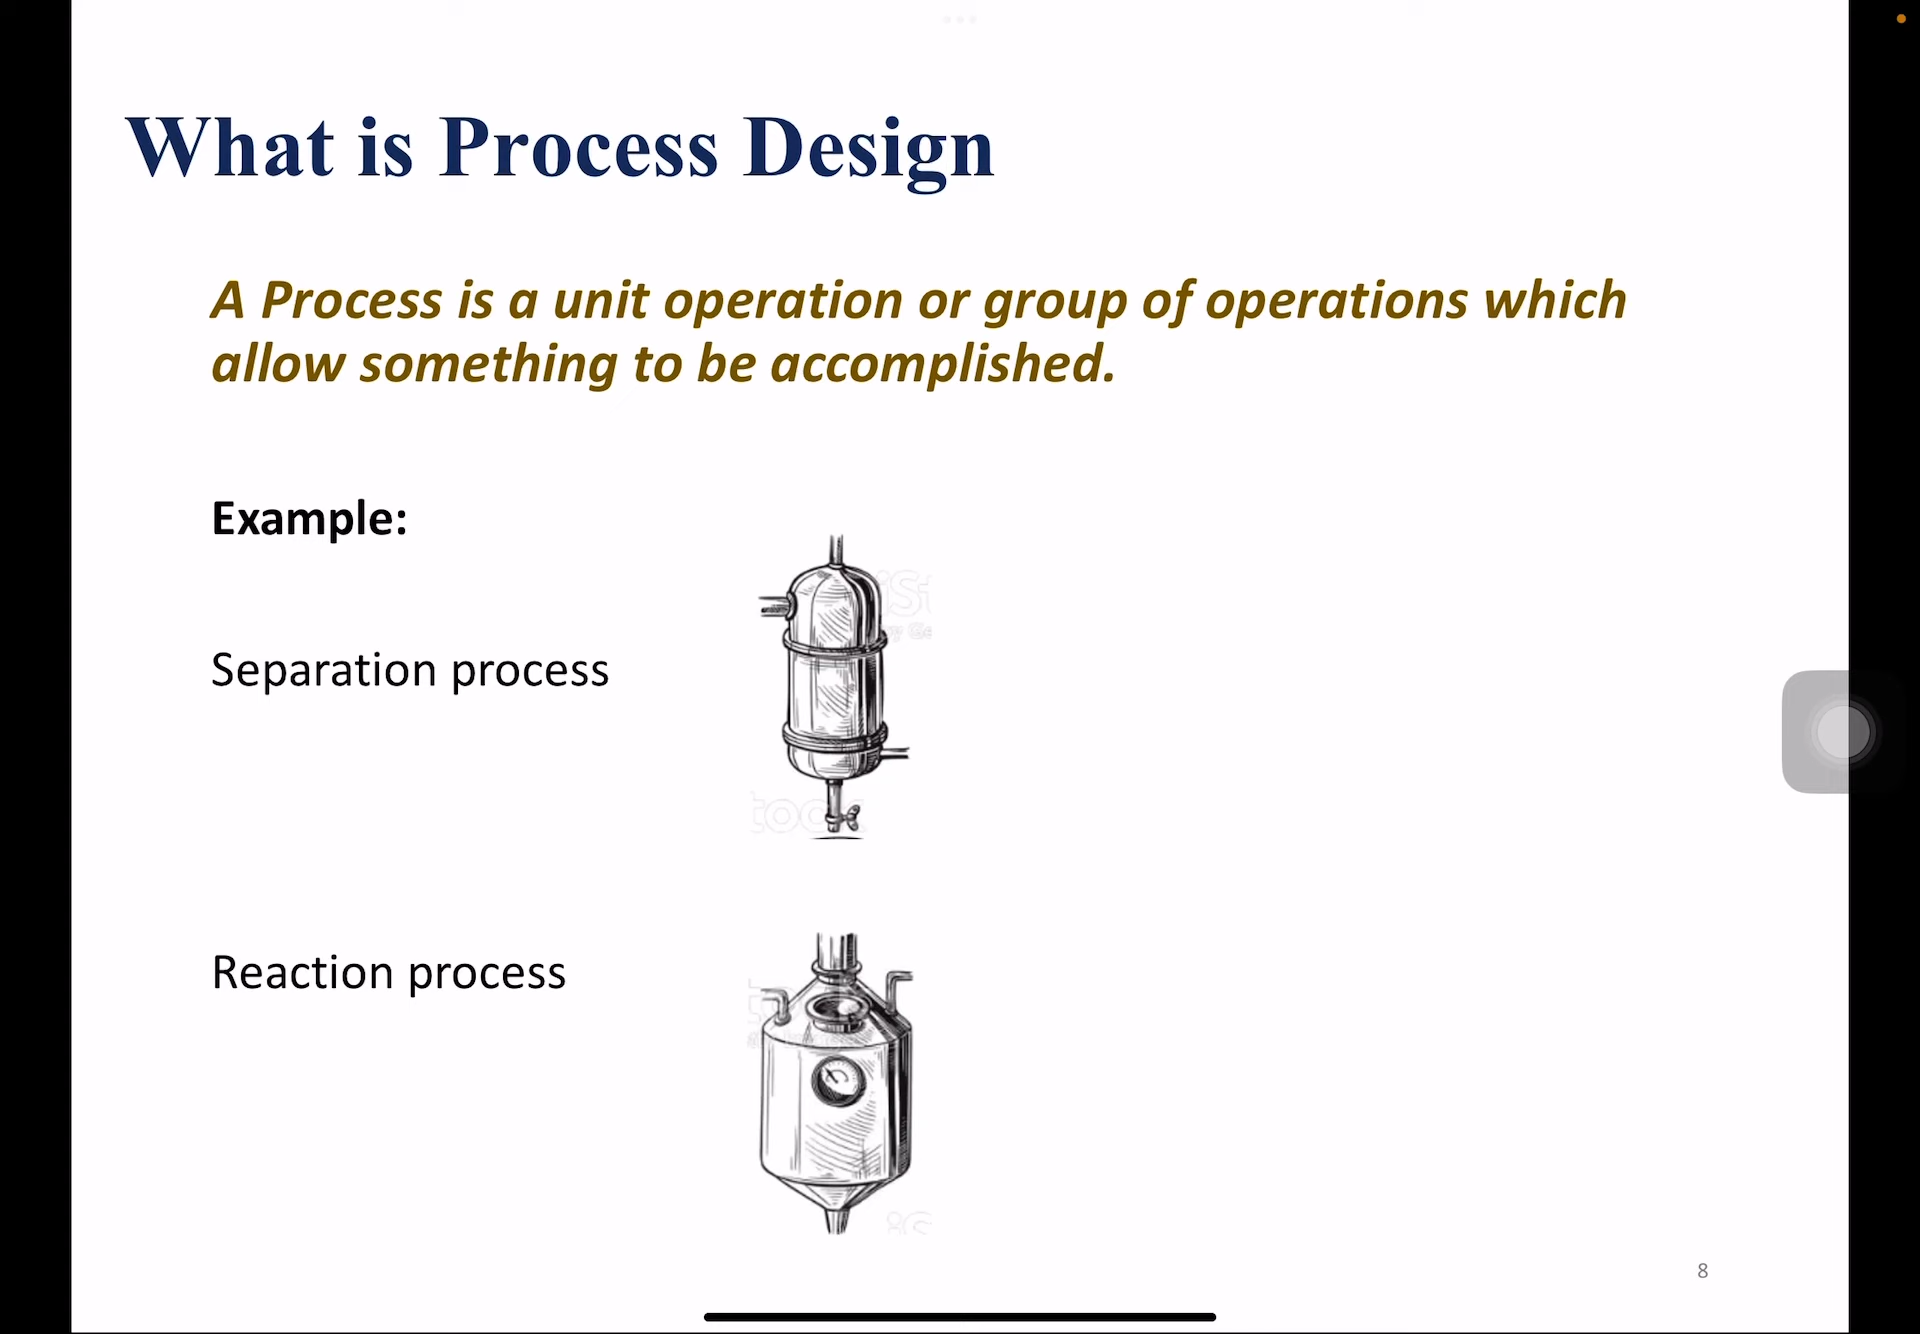 What is Process Design
A Process is a unit operation or group of operations which
allow something to be accomplished.
Example:
Separation process
Reaction process
8